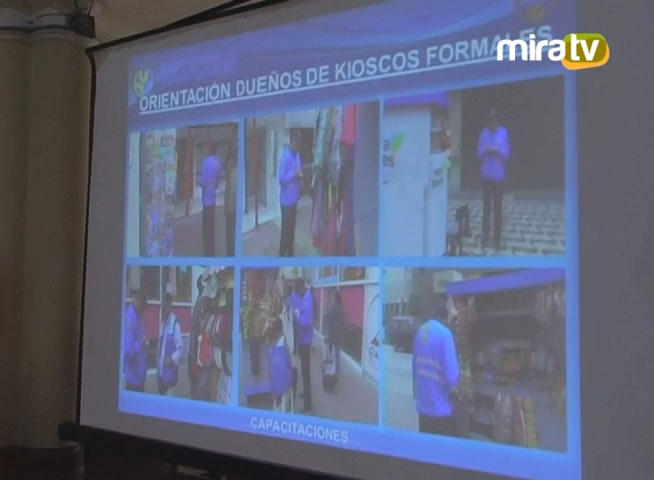 miratv
ORIENTACIÓN DUEÑOS DE KIOSCOS FORMALES
...CAPACITACIONES...